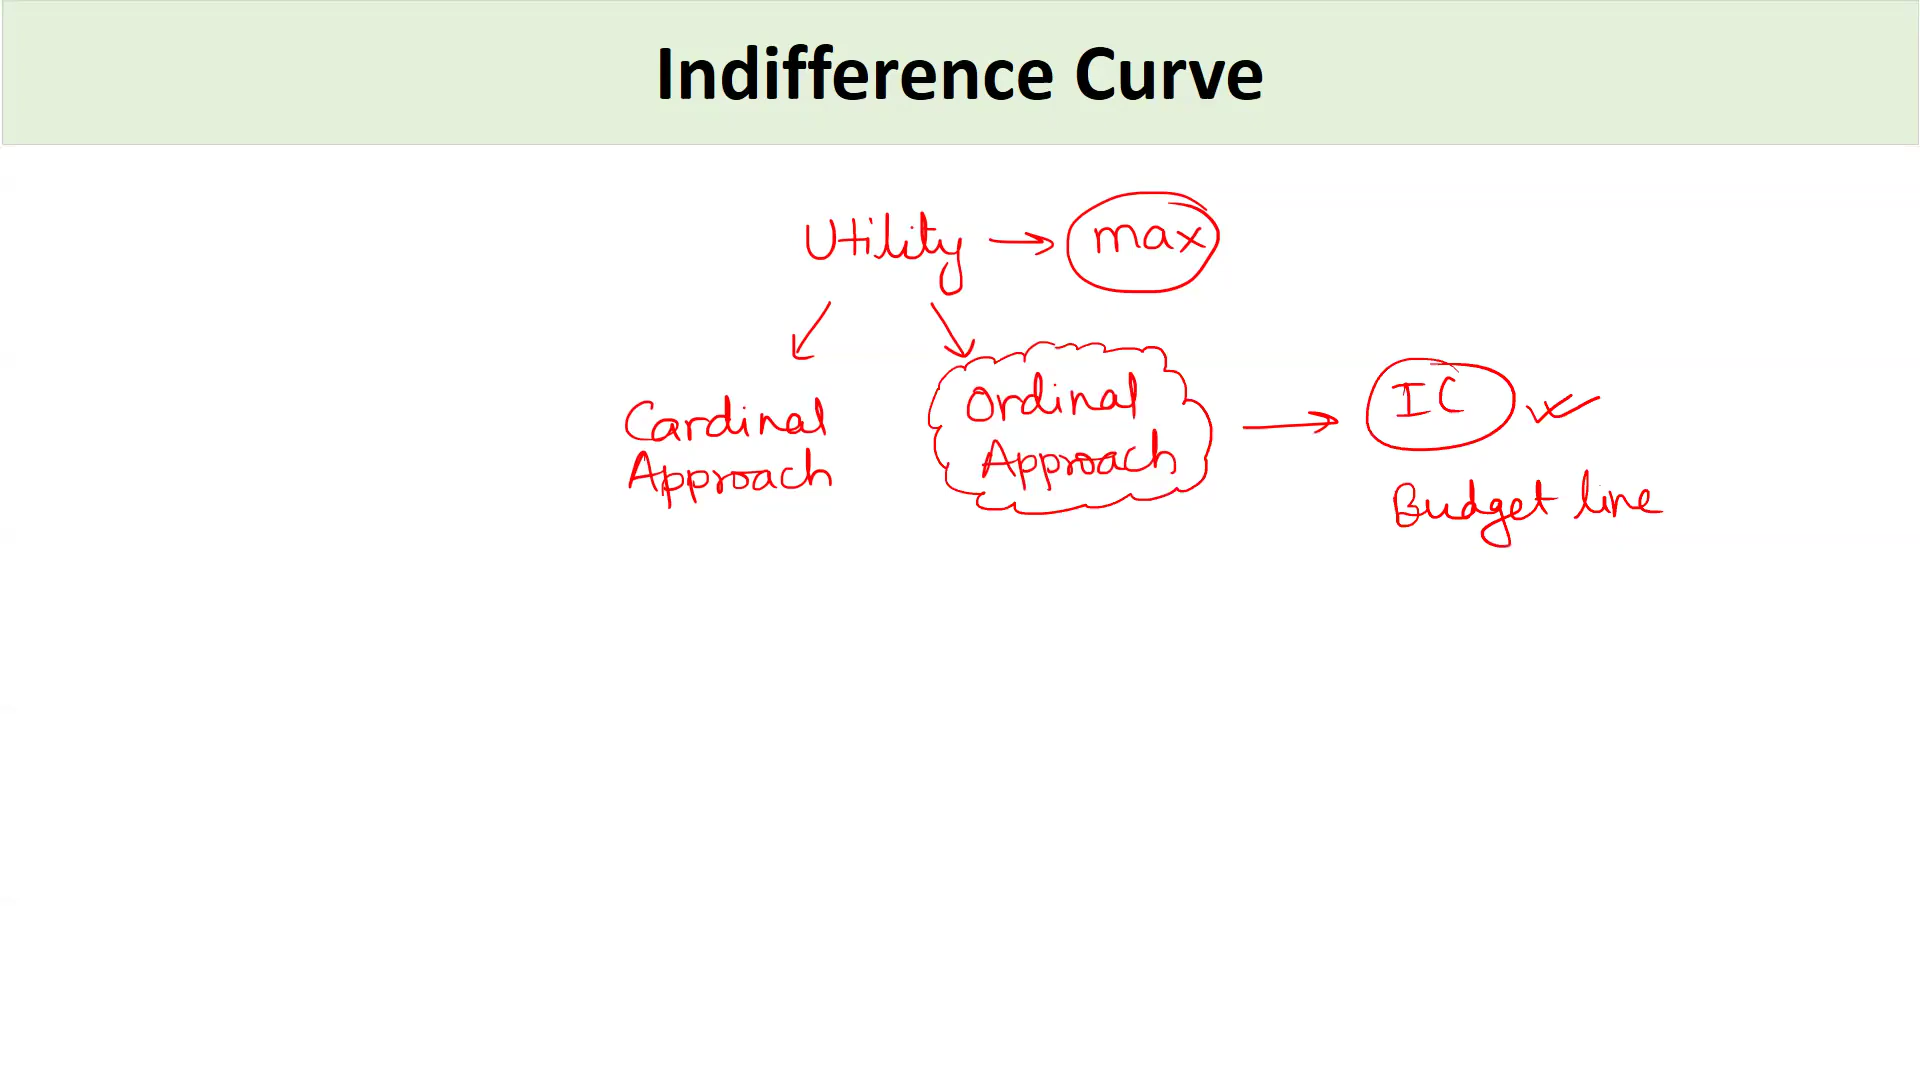 Indifference Curve
Utility → max
Cardinal
Approach
Ordinal
Approach
→ IC ✓
Budget line